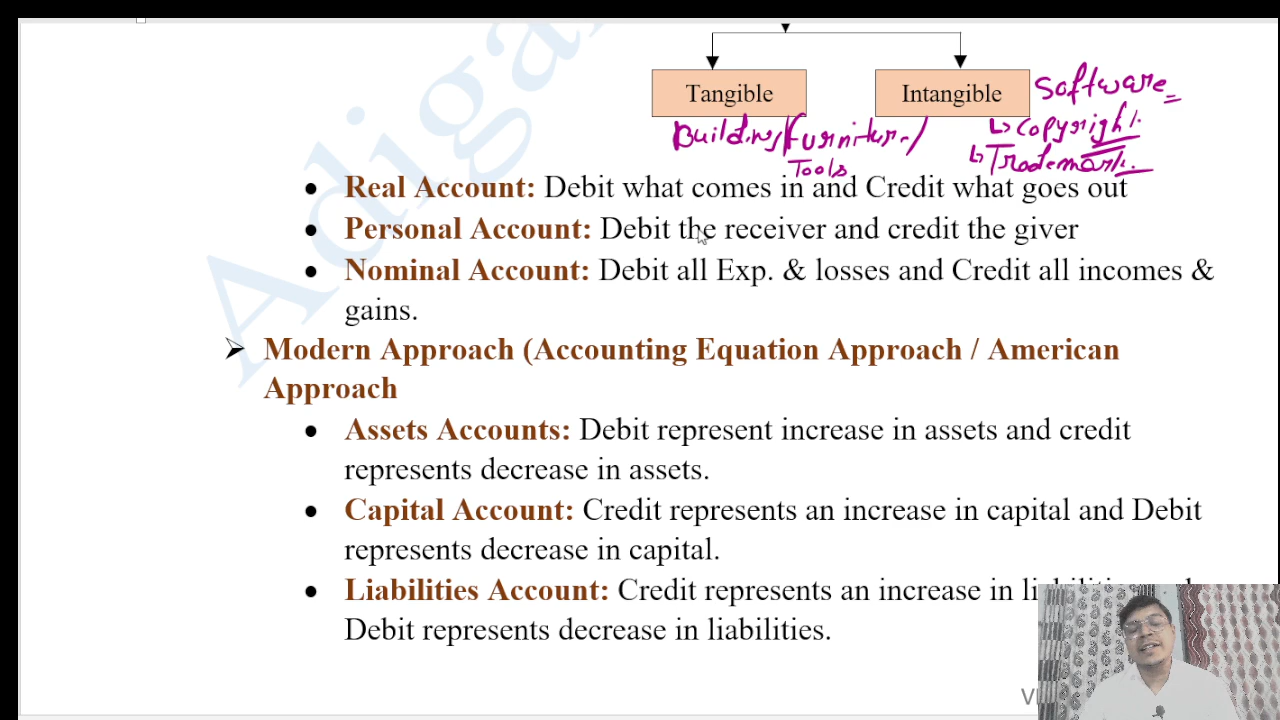 Tangible Intangible Software
Building/Furniture/ Copyright
Tools Trademark
• Real Account: Debit what comes in and Credit what goes out
• Personal Account: Debit the receiver and credit the giver
• Nominal Account: Debit all Exp. & losses and Credit all incomes &
gains.
➢ Modern Approach (Accounting Equation Approach / American
Approach
• Assets Accounts: Debit represent increase in assets and credit
represents decrease in assets.
• Capital Account: Credit represents an increase in capital and Debit
represents decrease in capital.
• Liabilities Account: Credit represents an increase in
Debit represents decrease in liabilities.